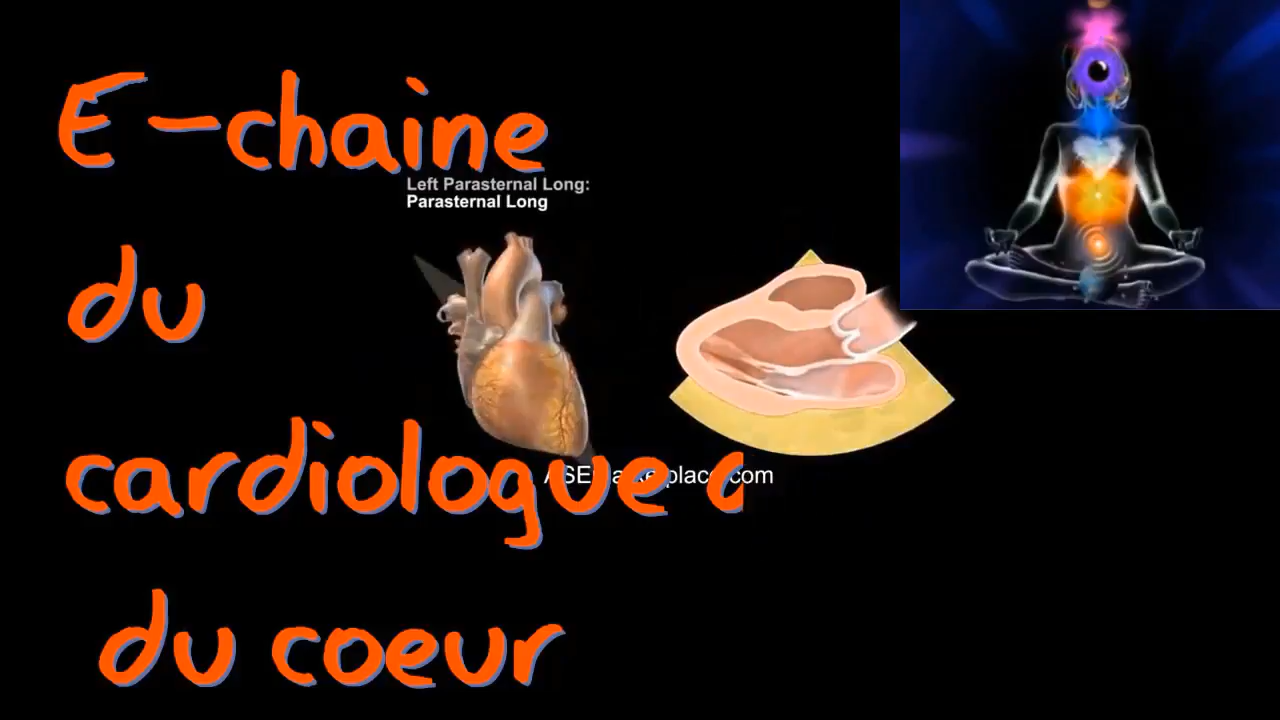 E-chaine
Left Parasternal Long:
Parasternal Long
du
cardiologue
du coeur